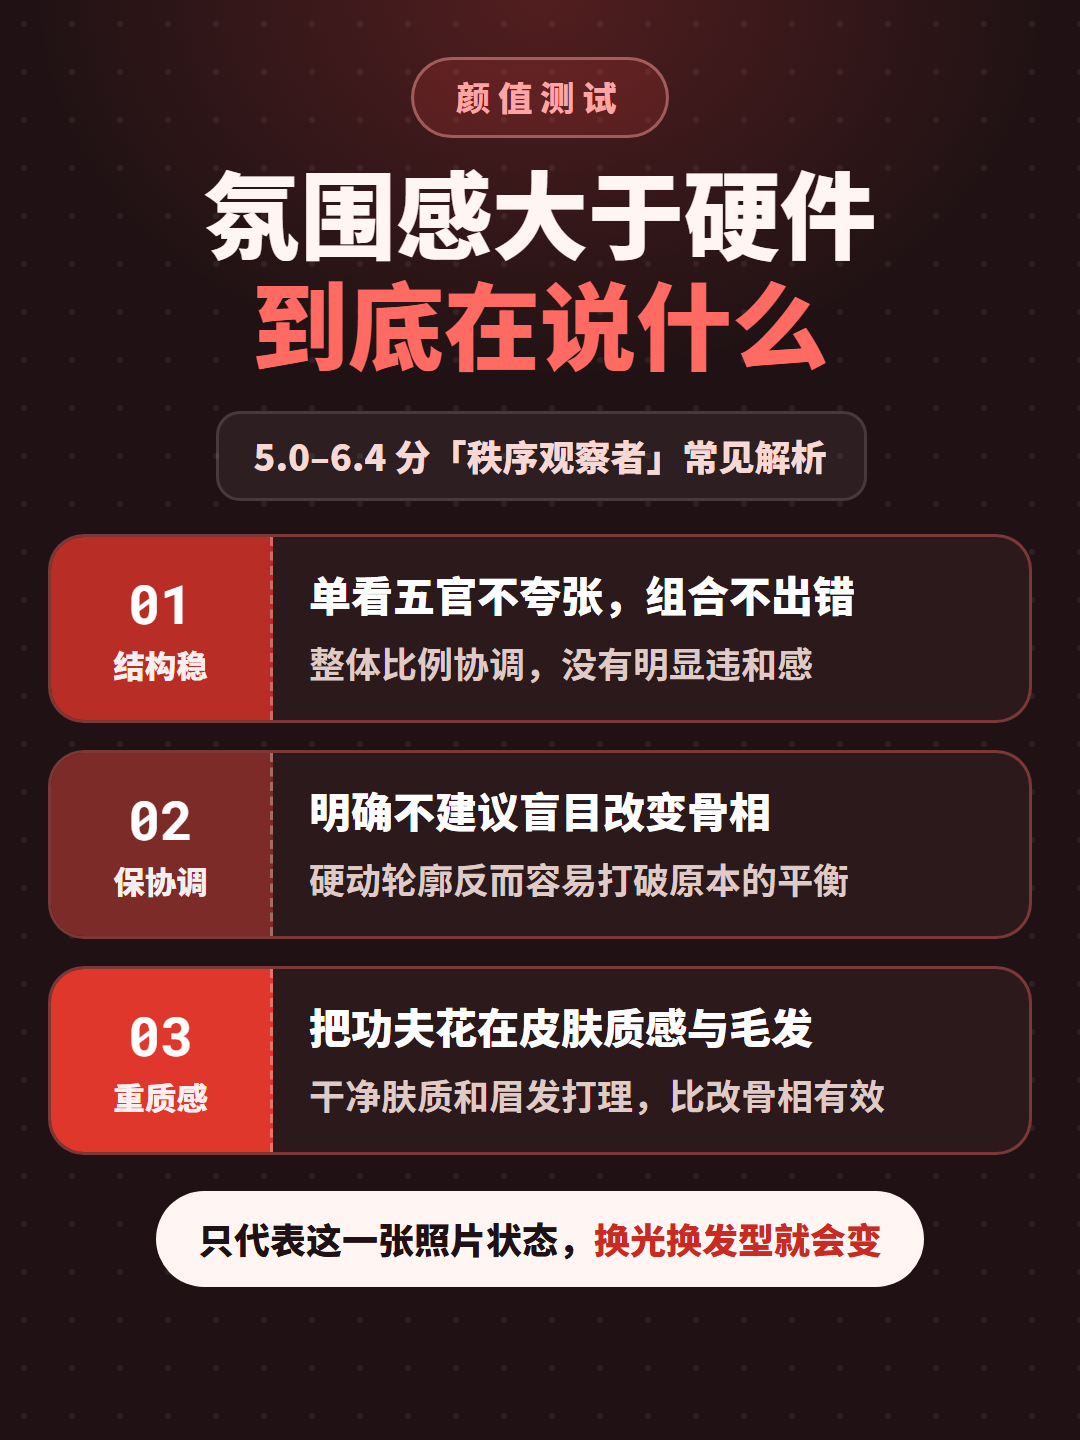 颜值测试
氛围感大于硬件
到底在说什么
5.0–6.4 分「秩序观察者」常见解析
01
结构稳
单看五官不夸张，组合不出错
整体比例协调，没有明显违和感
02
保协调
明确不建议盲目改变骨相
硬动轮廓反而容易打破原本的平衡
03
重质感
把功夫花在皮肤质感与毛发
干净肤质和眉发打理，比改骨相有效
只代表这一张照片状态，换光换发型就会变